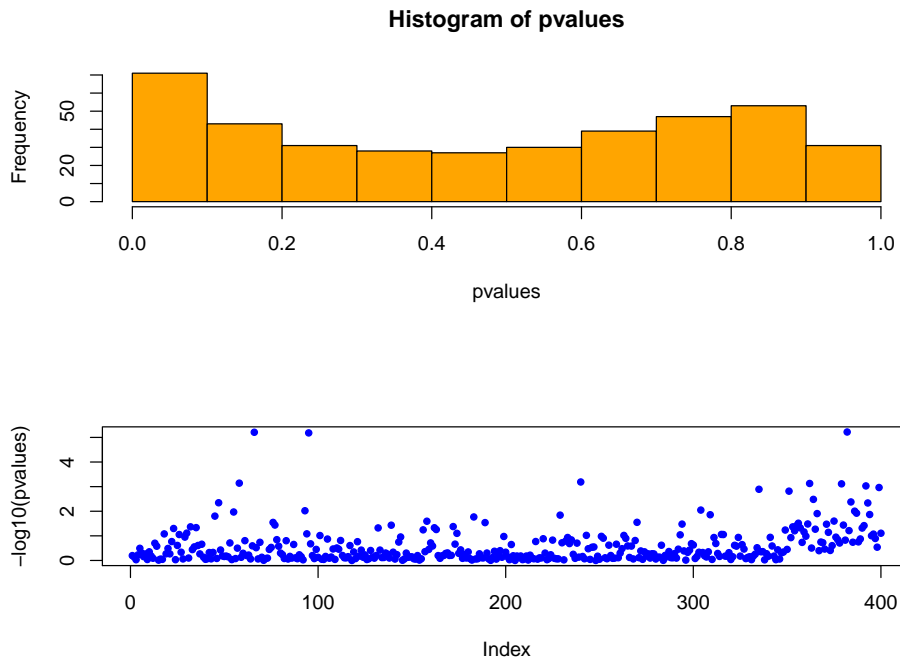 Histogram of pvalues
Frequency
0 20 50
0.0 0.2 0.4 0.6 0.8 1.0
pvalues
−log10(pvalues)
0 2 4
0 100 200 300 400
Index